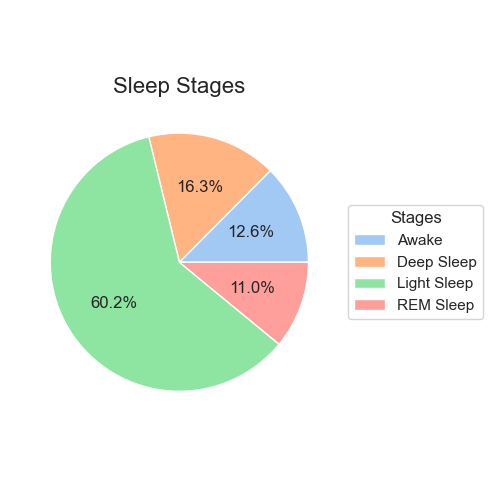 Sleep Stages
16.3%
12.6%
60.2%
11.0%
Stages
Awake
Deep Sleep
Light Sleep
REM Sleep